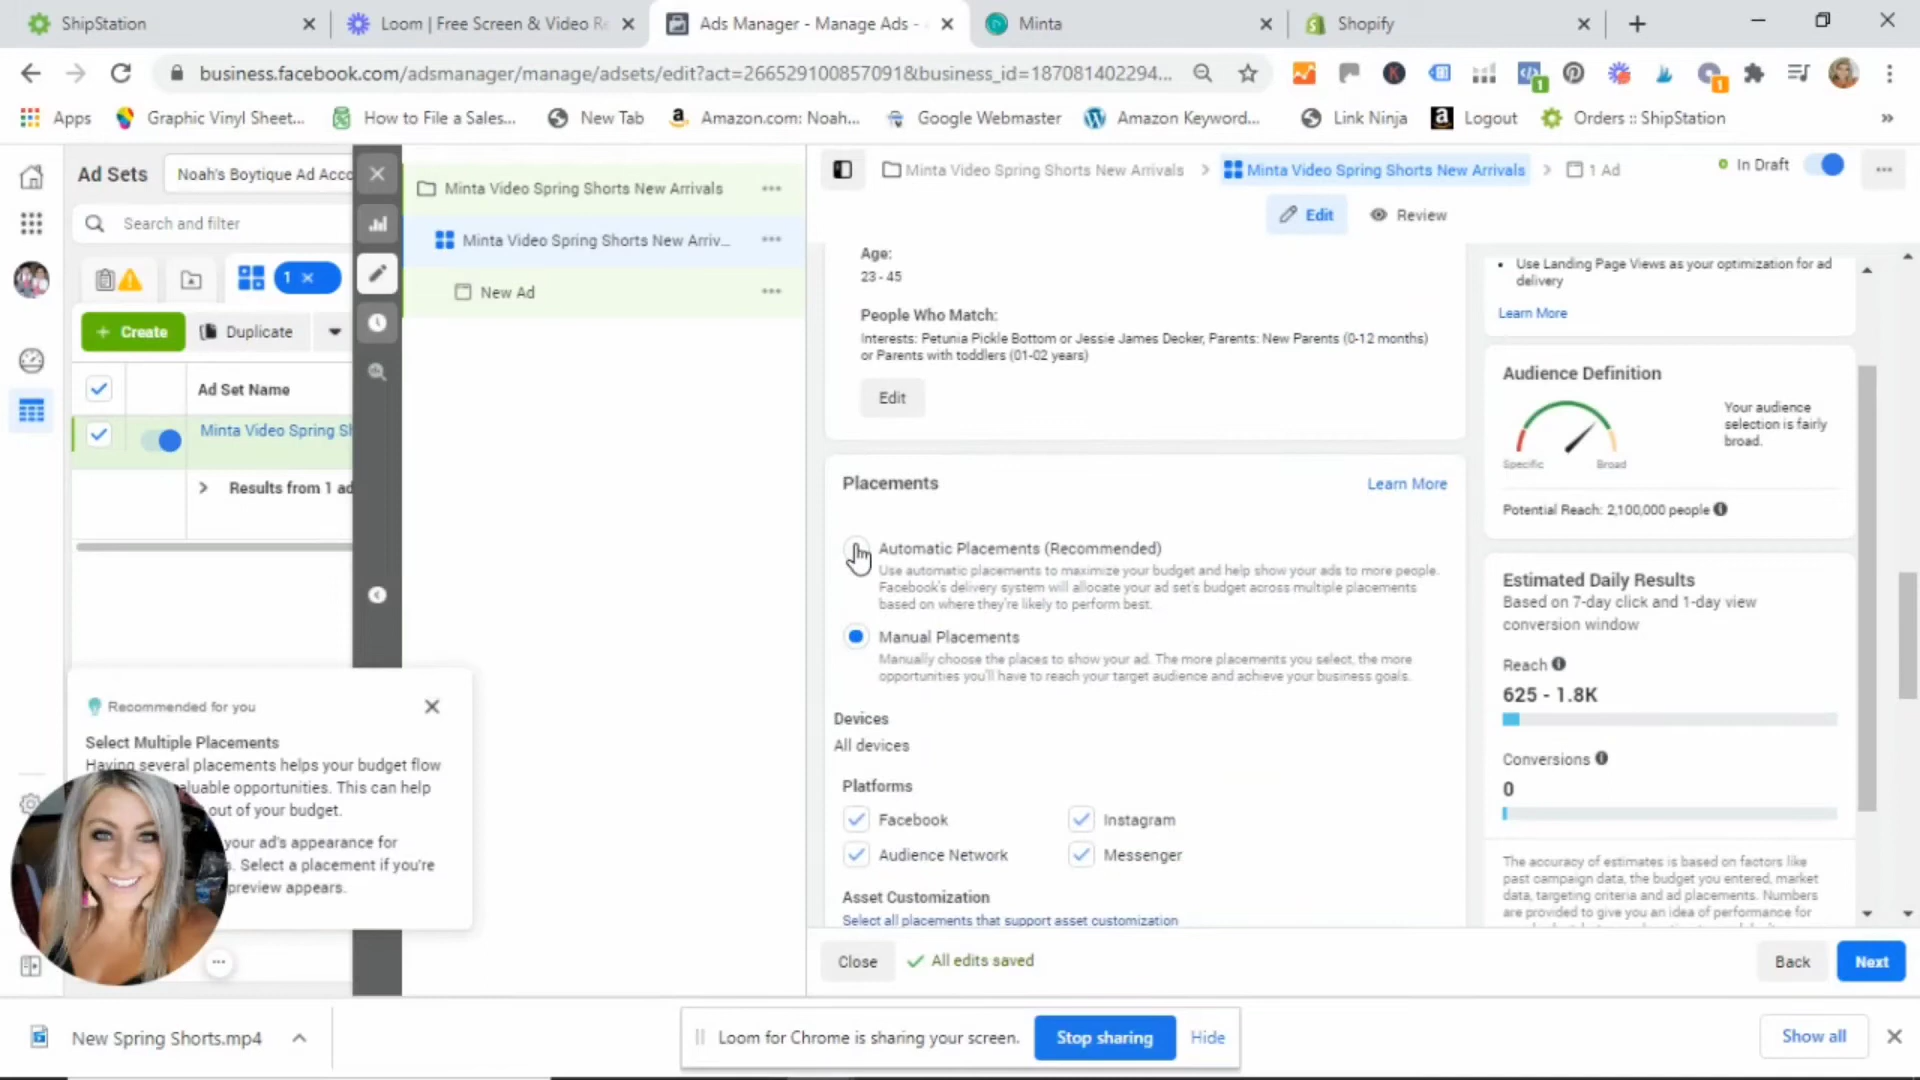 ShipStation
Loom | Free Screen & Video Re
Ads Manager - Manage Ads -
Minta
Shopify
business.facebook.com/adsmanager/manage/adsets/edit?act=266529100857091&business_id=187081402294...
Apps
Graphic Vinyl Sheet...
How to File a Sales...
New Tab
Amazon.com: Noah...
Google Webmaster
Amazon Keyword...
Link Ninja
Logout
Orders :: ShipStation
»
Ad Sets
Noah's Boytique Ad Acco
Search and filter
1 ×
+ Create
Duplicate
Ad Set Name
Minta Video Spring Sh
Results from 1 ad
Recommended for you
Select Multiple Placements
Having several placements helps your budget flow
aluable opportunities. This can help
out of your budget.
your ad's appearance for
s. Select a placement if you're
preview appears.
Minta Video Spring Shorts New Arrivals
Minta Video Spring Shorts New Arriv...
New Ad
Minta Video Spring Shorts New Arrivals
Minta Video Spring Shorts New Arrivals
1 Ad
In Draft
Edit
Review
Age:
23 - 45
People Who Match:
Interests: Petunia Pickle Bottom or Jessie James Decker, Parents: New Parents (0-12 months)
or Parents with toddlers (01-02 years)
Edit
Placements
Learn More
Automatic Placements (Recommended)
Use automatic placements to maximize your budget and help show your ads to more people.
Facebook's delivery system will allocate your ad set's budget across multiple placements
based on where they're likely to perform best.
Manual Placements
Manually choose the places to show your ad. The more placements you select, the more
opportunities you'll have to reach your target audience and achieve your business goals.
Devices
All devices
Platforms
Facebook
Instagram
Audience Network
Messenger
Asset Customization
Select all placements that support asset customization
Close
All edits saved
Back
Next
• Use Landing Page Views as your optimization for ad
delivery
Learn More
Audience Definition
Your audience
selection is fairly
broad.
Specific
Broad
Potential Reach: 2,100,000 people
Estimated Daily Results
Based on 7-day click and 1-day view
conversion window
Reach
625 - 1.8K
Conversions
0
The accuracy of estimates is based on factors like
past campaign data, the budget you entered, market
data, targeting criteria and ad placements. Numbers
are provided to give you an idea of performance for
New Spring Shorts.mp4
Loom for Chrome is sharing your screen.
Stop sharing
Hide
Show all